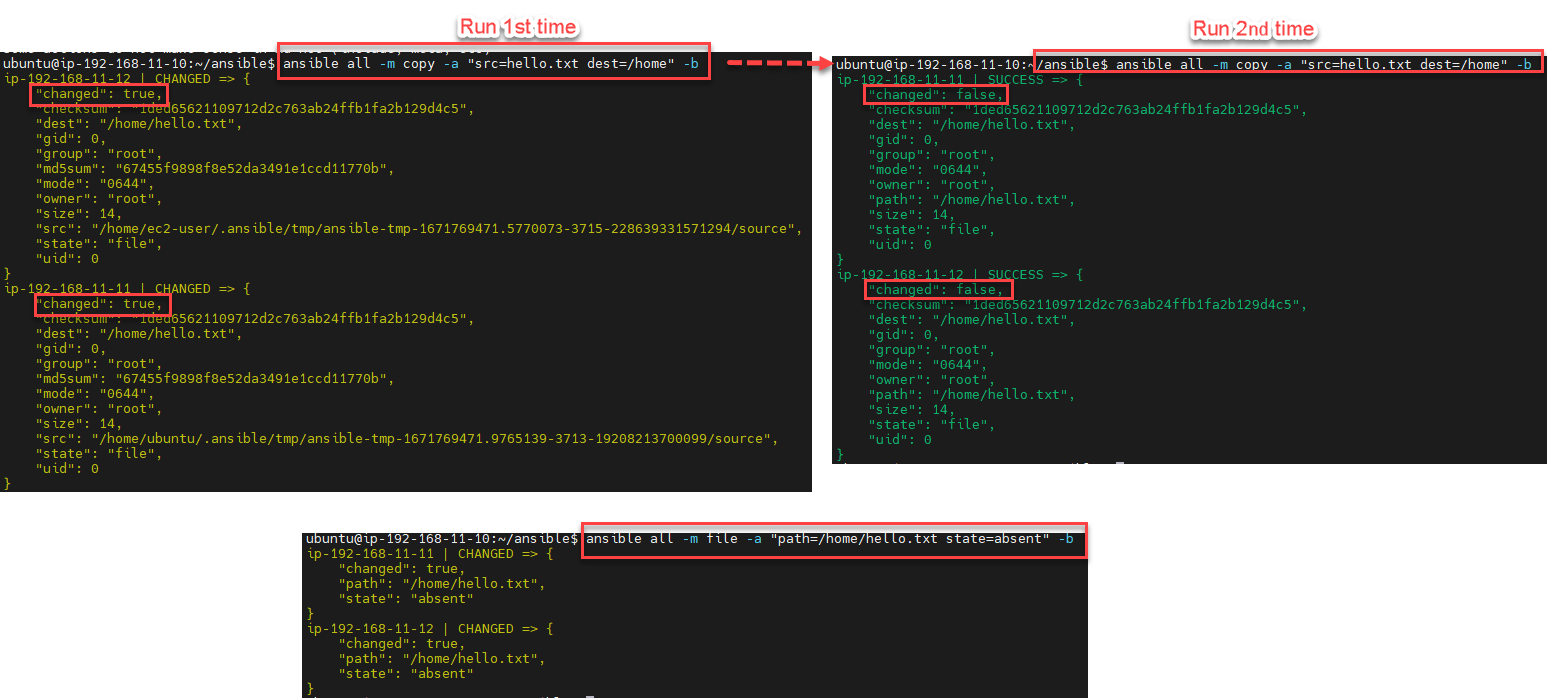 Run 1st time
ubuntu@ip-192-168-11-10:~/ansible$ ansible all -m copy -a "src=hello.txt dest=/home" -b
ip-192-168-11-12 | CHANGED => {
"changed": true,
"checksum": "1ded65621109712d2c763ab24ffb1fa2b129d4c5",
"dest": "/home/hello.txt",
"gid": 0,
"group": "root",
"md5sum": "67455f9898f8e52da3491e1ccd11770b",
"mode": "0644",
"owner": "root",
"size": 14,
"src": "/home/ec2-user/.ansible/tmp/ansible-tmp-1671769471.5770073-3715-228639331571294/source",
"state": "file",
"uid": 0
}
ip-192-168-11-11 | CHANGED => {
"changed": true,
"checksum": "1ded65621109712d2c763ab24ffb1fa2b129d4c5",
"dest": "/home/hello.txt",
"gid": 0,
"group": "root",
"md5sum": "67455f9898f8e52da3491e1ccd11770b",
"mode": "0644",
"owner": "root",
"size": 14,
"src": "/home/ubuntu/.ansible/tmp/ansible-tmp-1671769471.9765139-3713-19208213700099/source",
"state": "file",
"uid": 0
}
Run 2nd time
ubuntu@ip-192-168-11-10:~/ansible$ ansible all -m copy -a "src=hello.txt dest=/home" -b
ip-192-168-11-11 | SUCCESS => {
"changed": false,
"checksum": "1ded65621109712d2c763ab24ffb1fa2b129d4c5",
"dest": "/home/hello.txt",
"gid": 0,
"group": "root",
"mode": "0644",
"owner": "root",
"path": "/home/hello.txt",
"size": 14,
"state": "file",
"uid": 0
}
ip-192-168-11-12 | SUCCESS => {
"changed": false,
"checksum": "1ded65621109712d2c763ab24ffb1fa2b129d4c5",
"dest": "/home/hello.txt",
"gid": 0,
"group": "root",
"mode": "0644",
"owner": "root",
"path": "/home/hello.txt",
"size": 14,
"state": "file",
"uid": 0
}
ubuntu@ip-192-168-11-10:~/ansible$ ansible all -m file -a "path=/home/hello.txt state=absent" -b
ip-192-168-11-11 | CHANGED => {
"changed": true,
"path": "/home/hello.txt",
"state": "absent"
}
ip-192-168-11-12 | CHANGED => {
"changed": true,
"path": "/home/hello.txt",
"state": "absent"
}